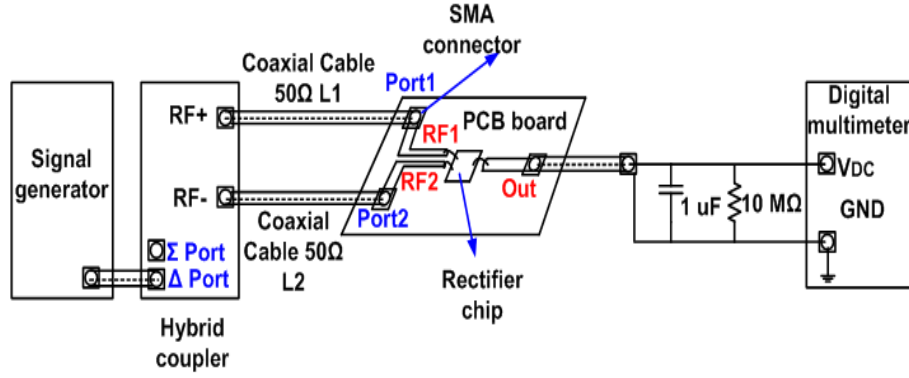 SMA
connector
Coaxial Cable
50Ω L1
Port1
RF+
RF1
PCB board
Digital
multimeter
Signal
generator
VDC
RF2
Out
1 uF
10 MΩ
RF-
GND
Port2
Coaxial
Cable 50Ω
L2
Σ Port
Δ Port
Rectifier
chip
Hybrid
coupler